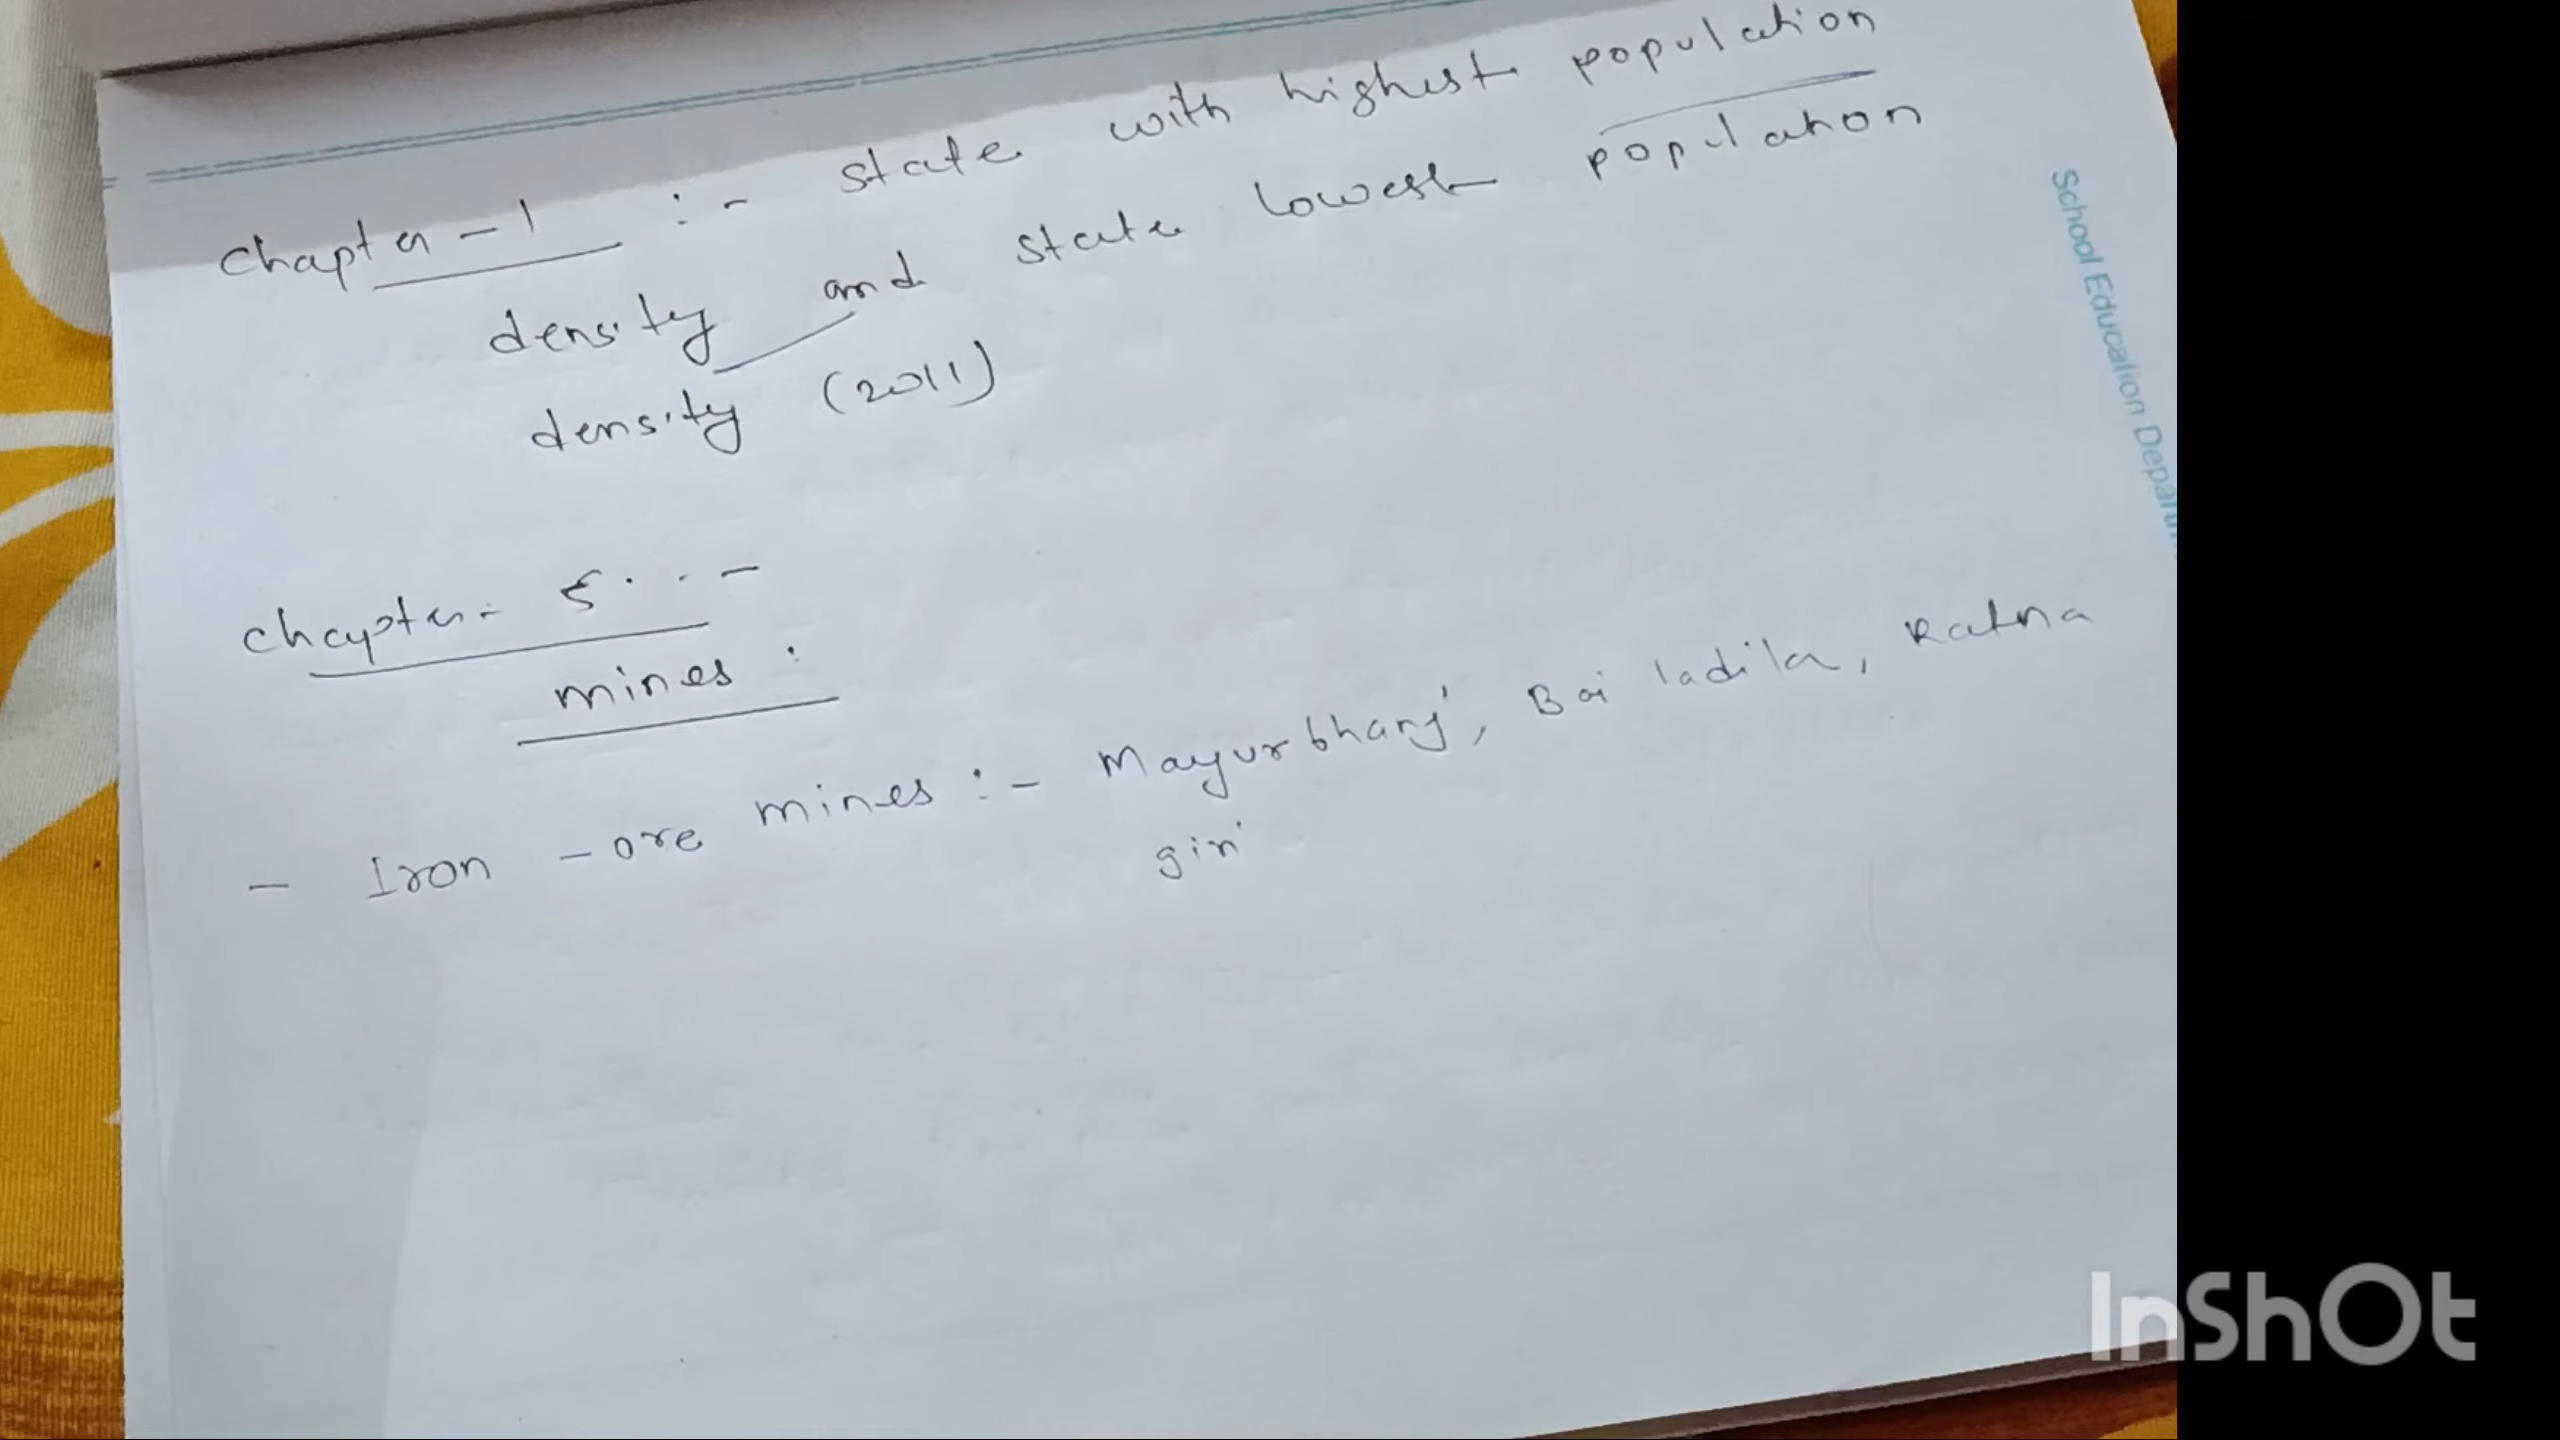 Chapter - 1 :- state with highest population
density and state lowest population
density (2011)
Chapter - 5 :-
mines :
- Iron - ore mines :- Mayurbhanj, Bailadila, Ratna
giri
School Education Depart
InShOt